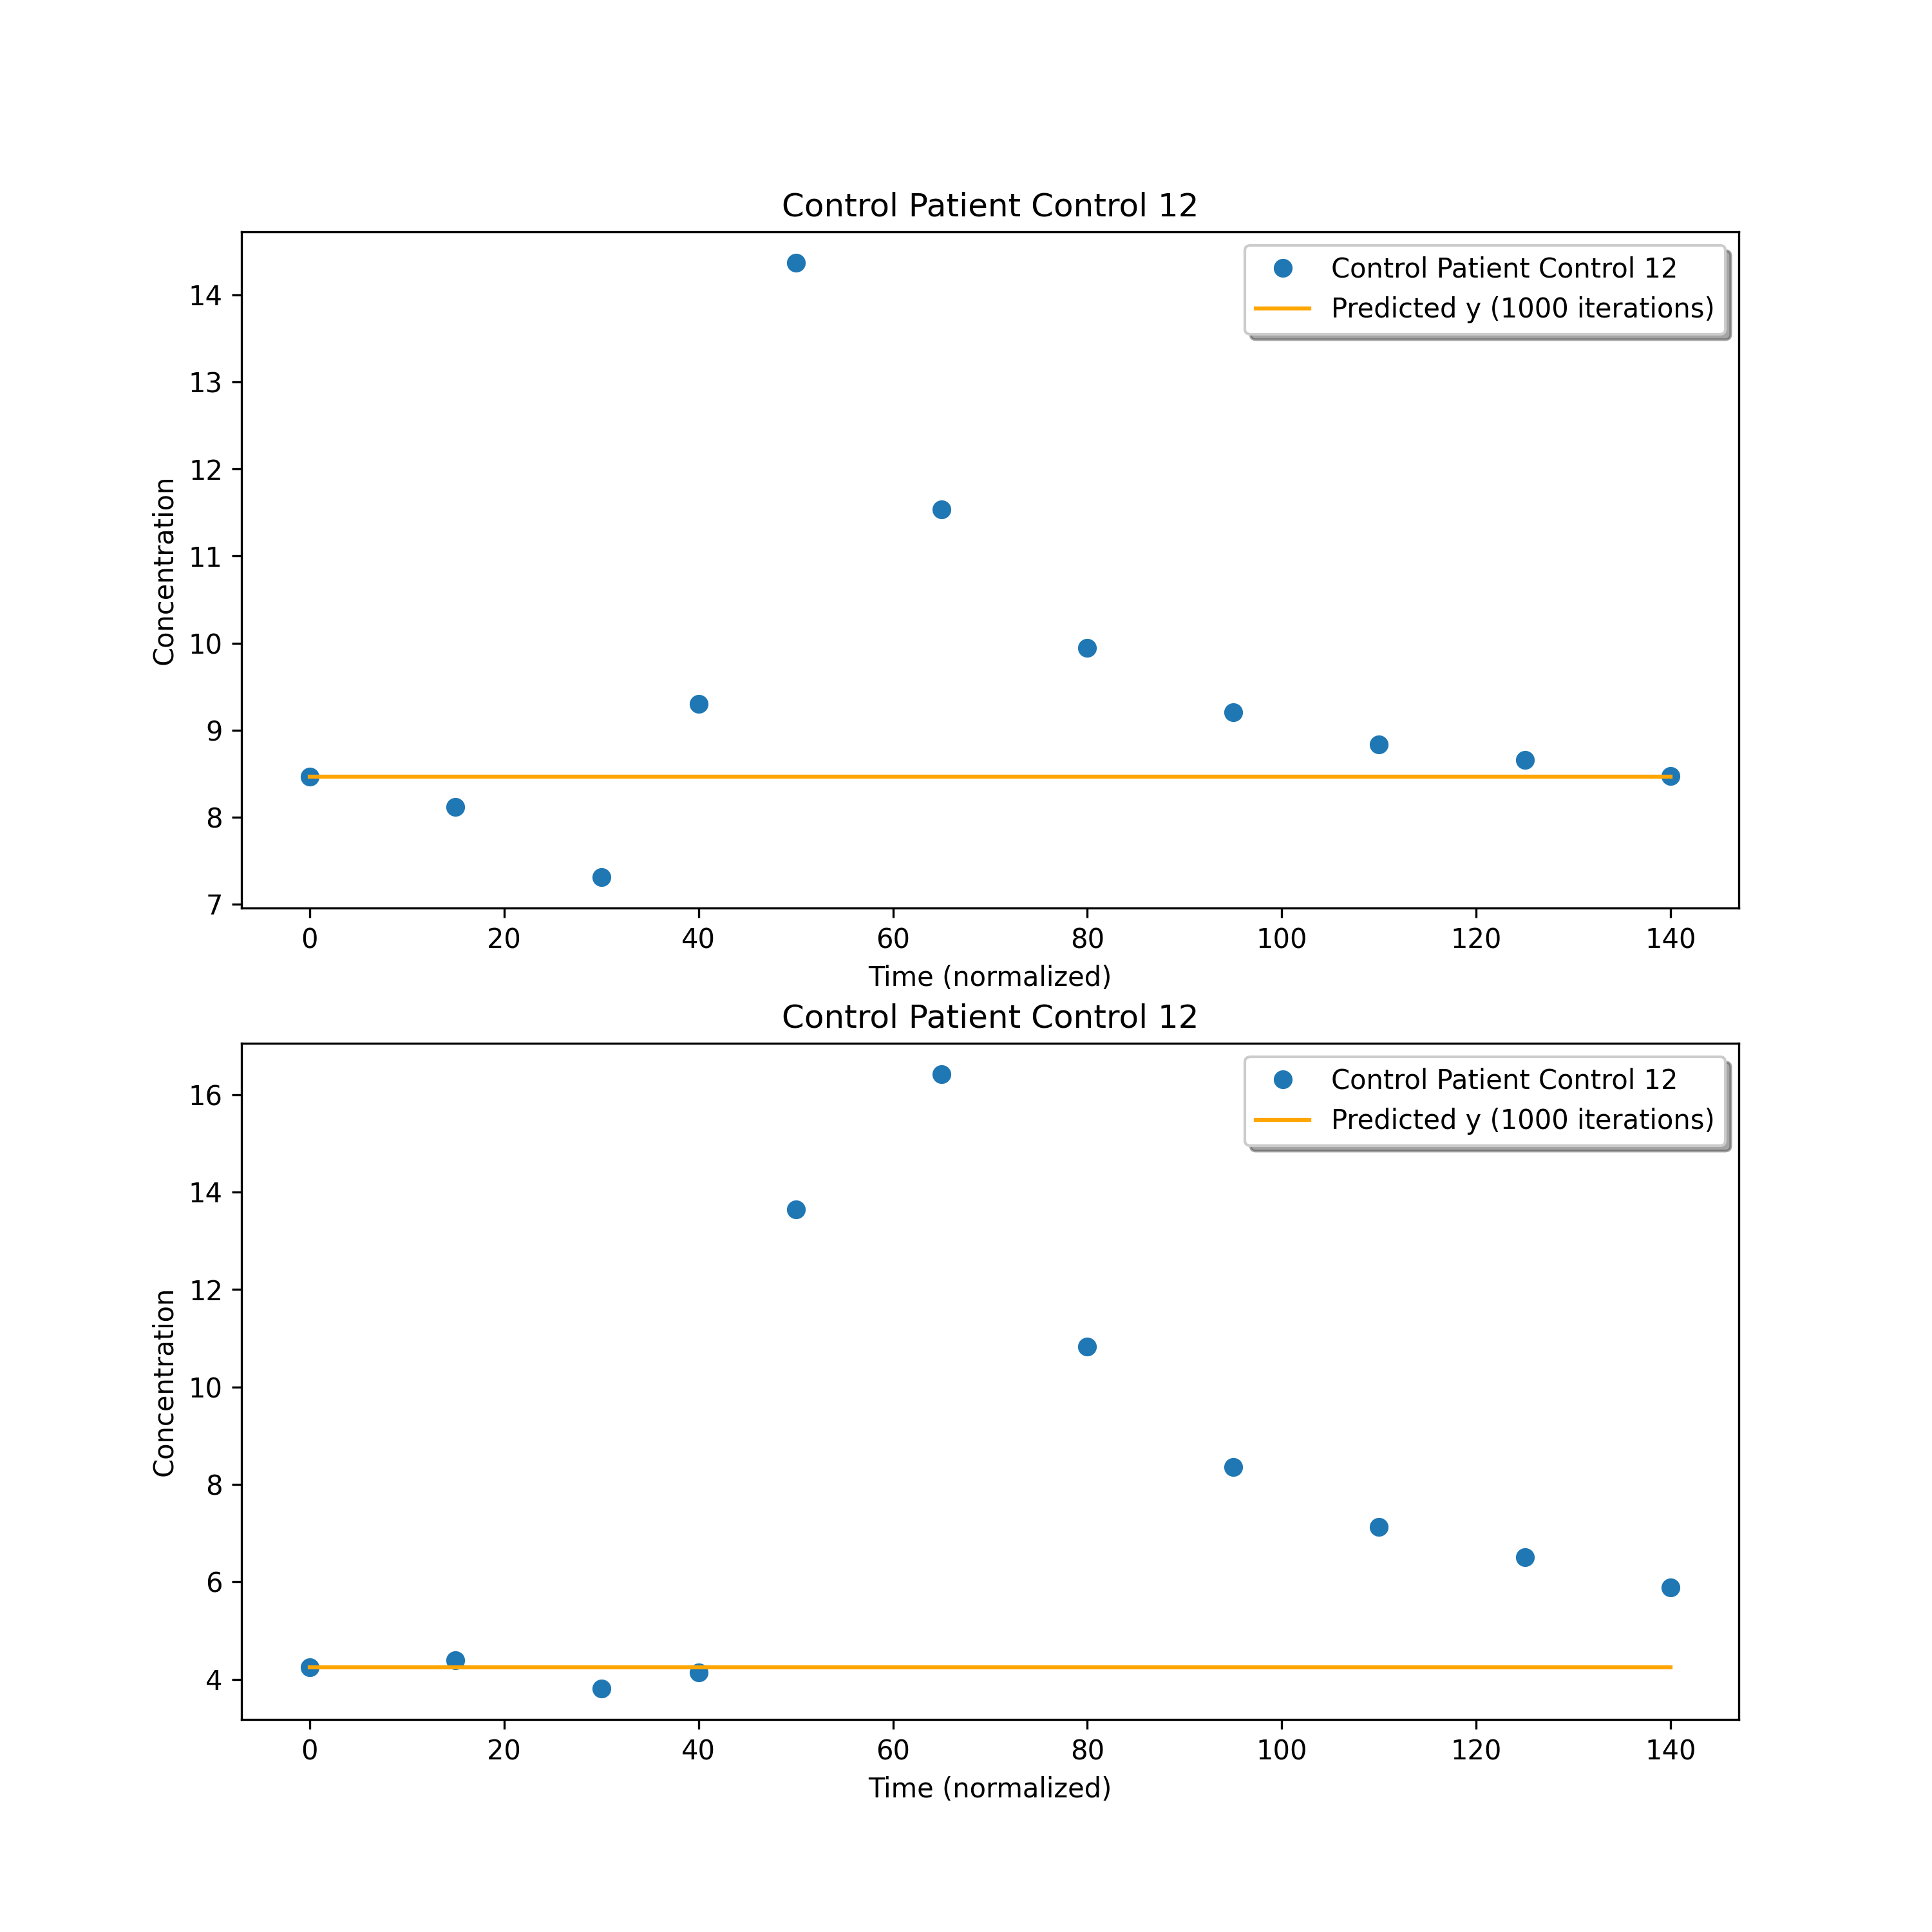 Control Patient Control 12
Control Patient Control 12
Predicted y (1000 iterations)
14
13
12
11
10
9
8
7
Concentration
0 20 40 60 80 100 120 140
Time (normalized)
Control Patient Control 12
Control Patient Control 12
Predicted y (1000 iterations)
16
14
12
10
8
6
4
Concentration
0 20 40 60 80 100 120 140
Time (normalized)